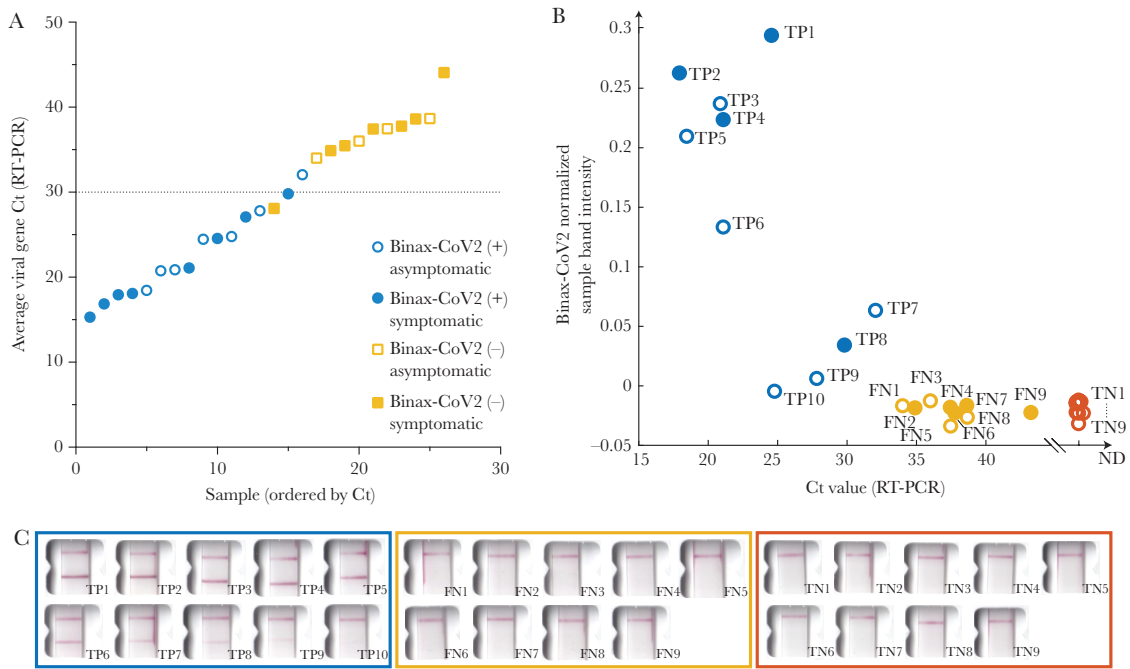 A
50
40
30
20
10
0
0
10
20
30
Average viral gene Ct (RT-PCR)
Sample (ordered by Ct)
Binax-CoV2 (+)
asymptomatic
Binax-CoV2 (+)
symptomatic
Binax-CoV2 (–)
asymptomatic
Binax-CoV2 (–)
symptomatic
B
0.3
0.25
0.2
0.15
0.1
0.05
0
–0.05
15
20
25
30
35
40
ND
Binax-CoV2 normalized
sample band intensity
Ct value (RT-PCR)
TP1
TP2
TP3
TP4
TP5
TP6
TP7
TP8
TP9
TP10
FN1
FN3
FN4
FN7
FN9
FN2
FN8
FN5
FN6
TN1
TN9
C
TP1
TP2
TP3
TP4
TP5
TP6
TP7
TP8
TP9
TP10
FN1
FN2
FN3
FN4
FN5
FN6
FN7
FN8
FN9
TN1
TN2
TN3
TN4
TN5
TN6
TN7
TN8
TN9